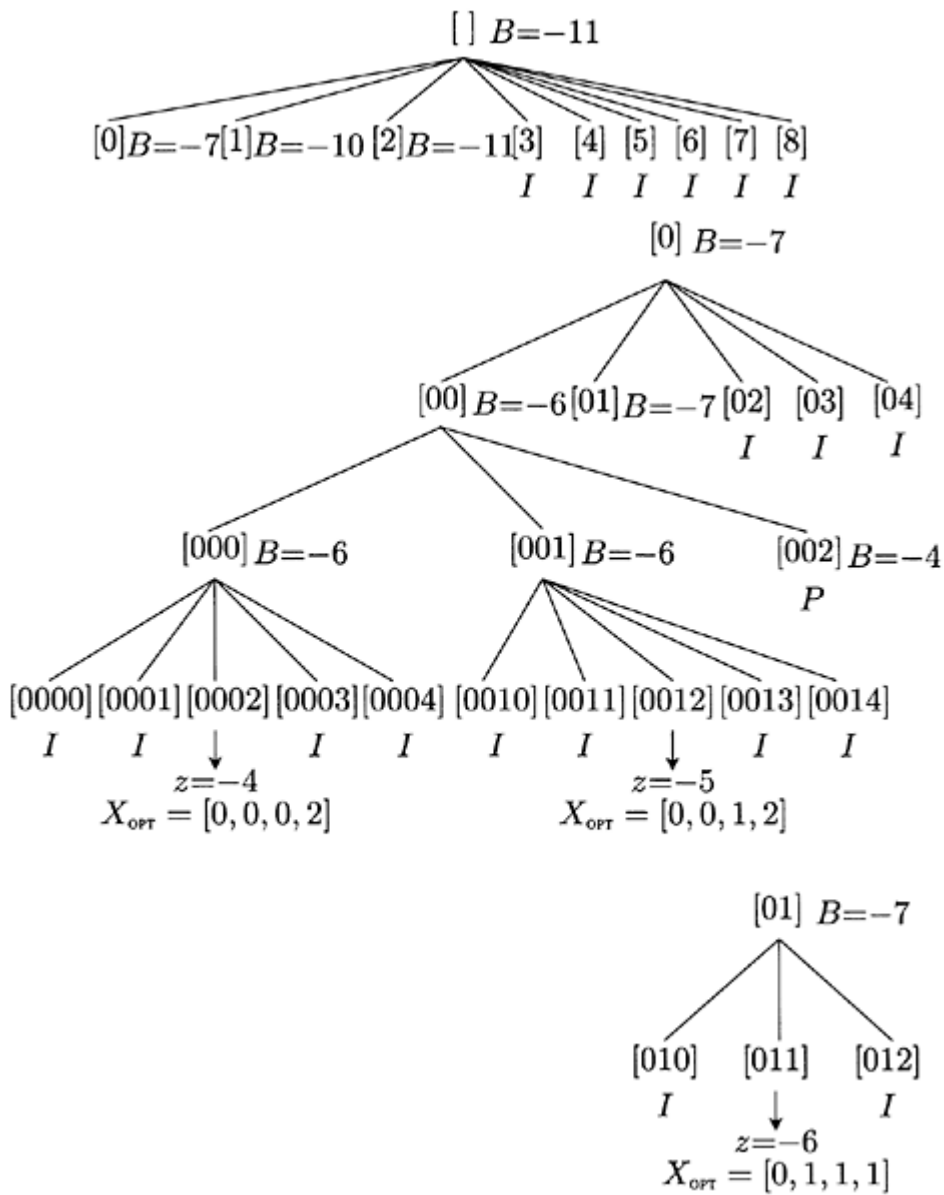 [ ] B=−11
[0]B=−7[1]B=−10 [2]B=−11[3] [4] [5] [6] [7] [8]
I I I I I I
[0] B=−7
[00] B=−6[01]B=−7 [02] [03] [04]
I I I
[000] B=−6 [001] B=−6 [002] B=−4
P
[0000] [0001] [0002] [0003] [0004] [0010] [0011] [0012] [0013] [0014]
I I I I I I I I
z=−4 z=−5
X_OPT = [0, 0, 0, 2] X_OPT = [0, 0, 1, 2]
[01] B=−7
[010] [011] [012]
I I
z=−6
X_OPT = [0, 1, 1, 1]